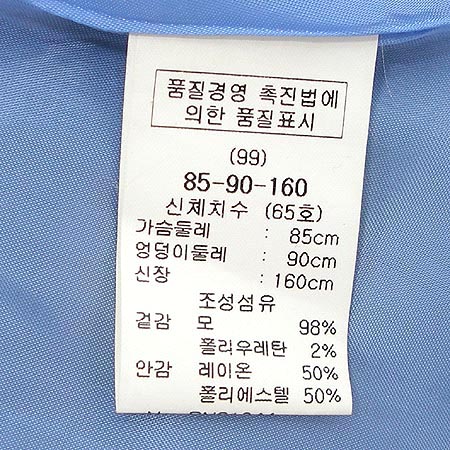 품질경영 촉진법에
의한 품질표시
(99)
85-90-160
신체치수 (65호)
가슴둘레 : 85cm
엉덩이둘레 : 90cm
신장 : 160cm
조성섬유
겉감 모 98%
폴리우레탄 2%
안감 레이온 50%
폴리에스텔 50%